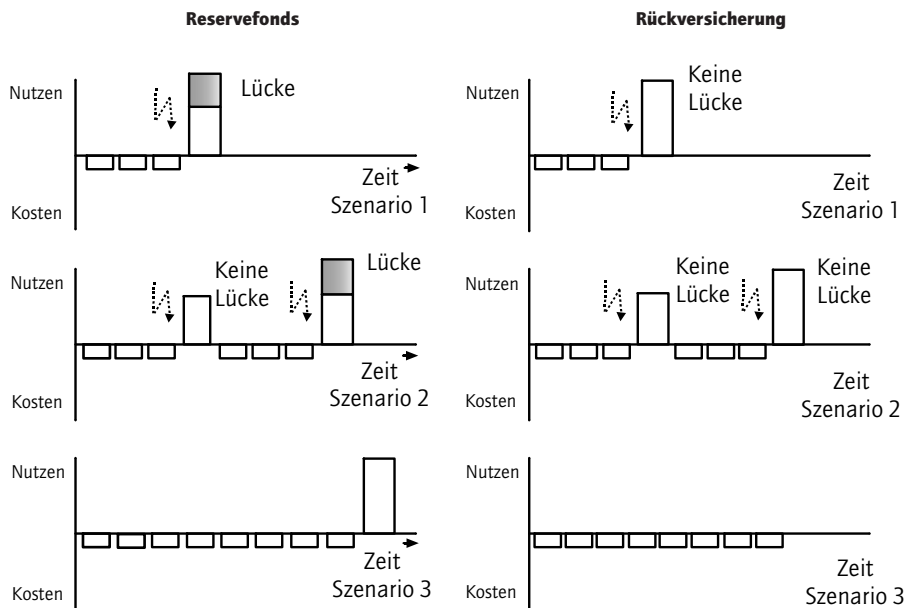 Reservefonds
Nutzen
Lücke
Zeit
Szenario 1
Kosten
Nutzen
Keine
Lücke
Lücke
Zeit
Szenario 2
Kosten
Nutzen
Zeit
Szenario 3
Kosten
Rückversicherung
Nutzen
Keine
Lücke
Zeit
Szenario 1
Kosten
Nutzen
Keine
Lücke
Keine
Lücke
Zeit
Szenario 2
Kosten
Nutzen
Zeit
Szenario 3
Kosten